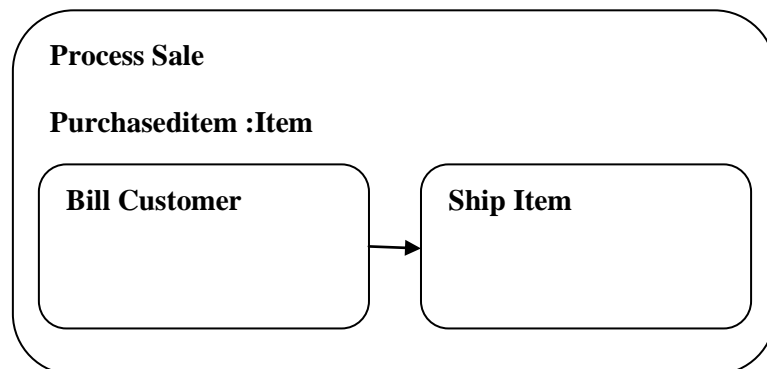 Process Sale
Purchaseditem :Item
Bill Customer
Ship Item